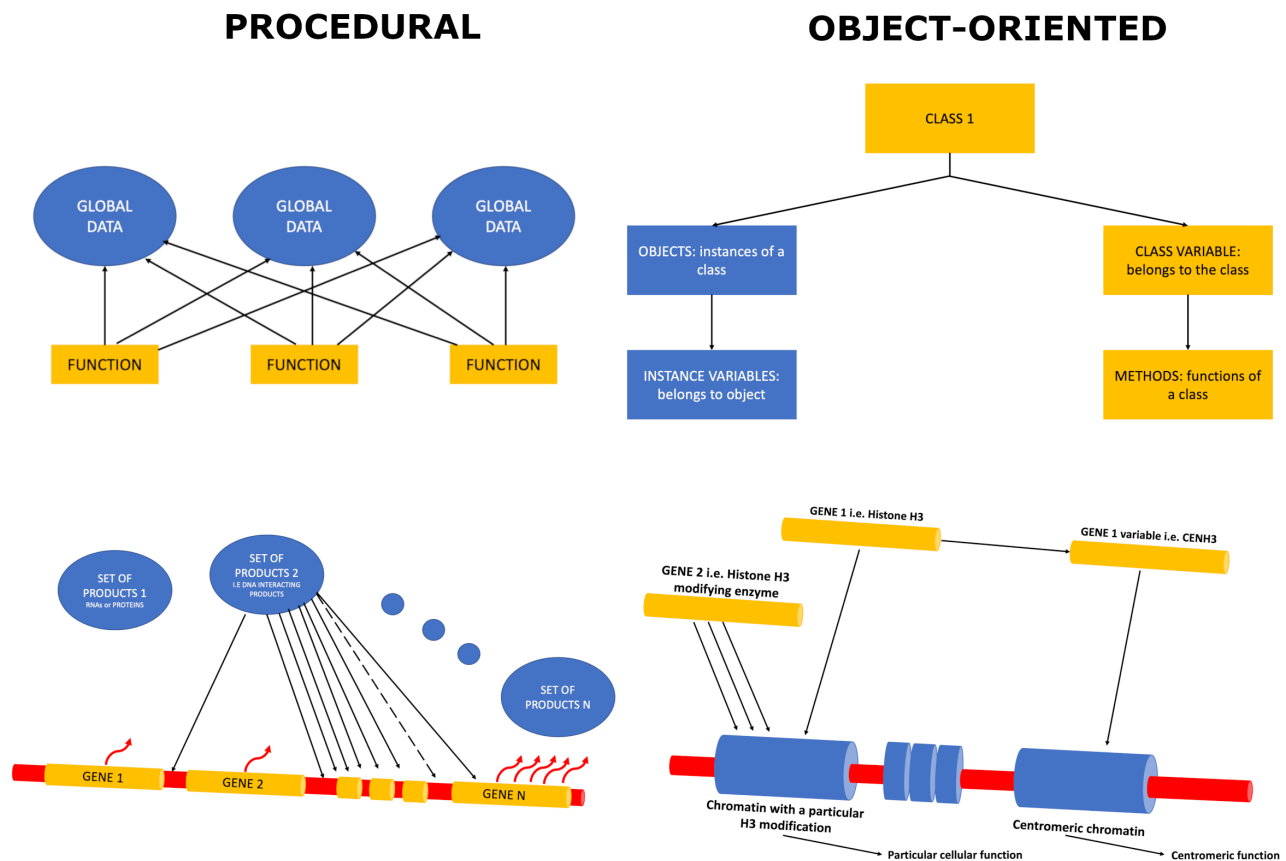 PROCEDURAL
OBJECT-ORIENTED
GLOBAL
DATA
GLOBAL
DATA
GLOBAL
DATA
FUNCTION
FUNCTION
FUNCTION
CLASS 1
OBJECTS: instances of a
class
CLASS VARIABLE:
belongs to the class
INSTANCE VARIABLES:
belongs to object
METHODS: functions of
a class
SET OF
PRODUCTS 1
RNAs or PROTEINS
SET OF
PRODUCTS 2
I.E DNA INTERACTING
PRODUCTS
SET OF
PRODUCTS N
GENE 1
GENE 2
GENE N
GENE 1 i.e. Histone H3
GENE 1 variable i.e. CENH3
GENE 2 i.e. Histone H3
modifying enzyme
Chromatin with a particular
H3 modification
Particular cellular function
Centromeric chromatin
Centromeric function